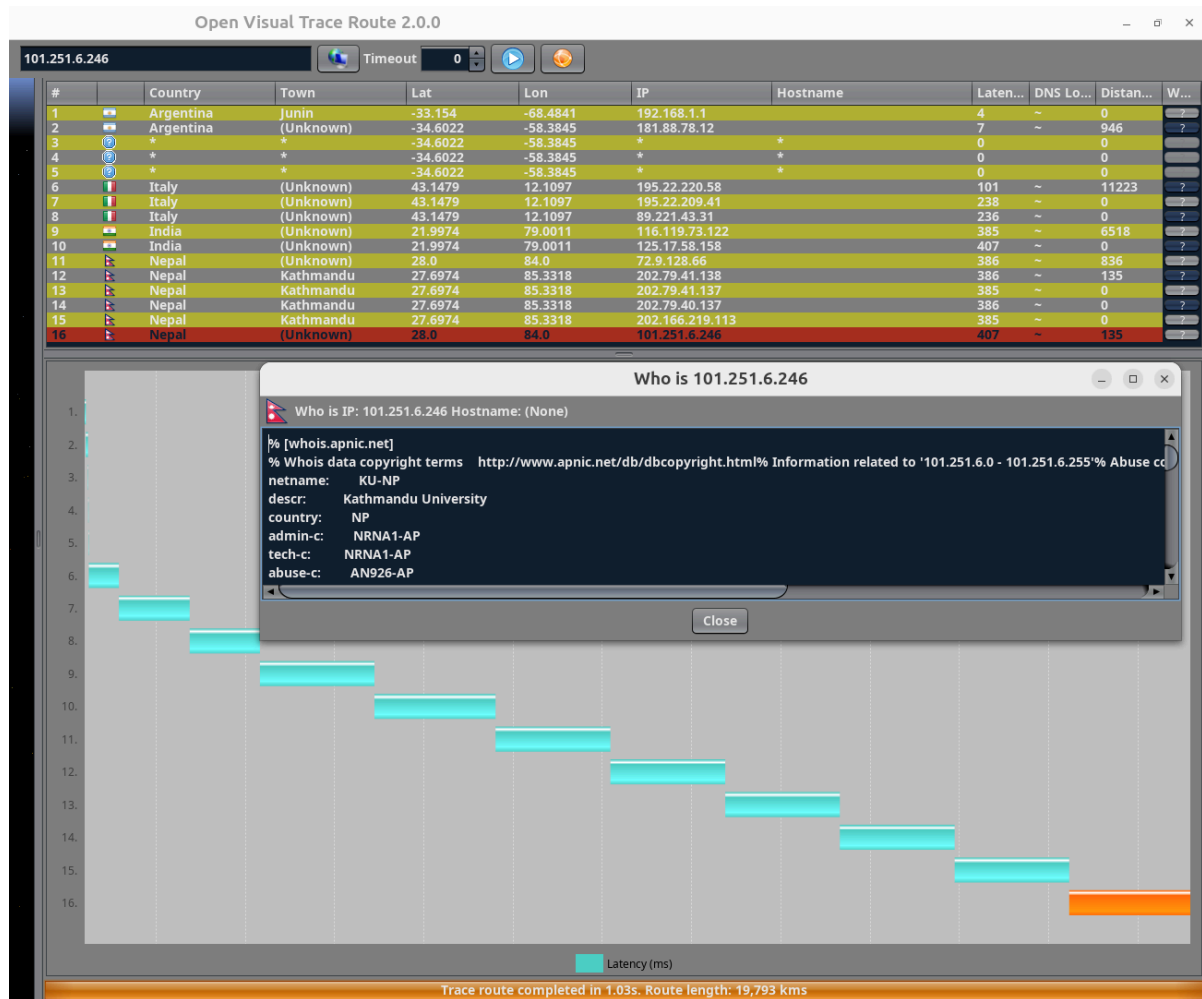 Open Visual Trace Route 2.0.0
101.251.6.246 Timeout 0
# Country Town Lat Lon IP Hostname Laten... DNS Lo... Distan... W...
1 Argentina Junin -33.154 -68.4841 192.168.1.1 4 ~ 0 ?
2 Argentina (Unknown) -34.6022 -58.3845 181.88.78.12 7 ~ 946 ?
3 * * -34.6022 -58.3845 * * 0 0
4 * * -34.6022 -58.3845 * * 0 0
5 * * -34.6022 -58.3845 * * 0 0
6 Italy (Unknown) 43.1479 12.1097 195.22.220.58 101 ~ 11223 ?
7 Italy (Unknown) 43.1479 12.1097 195.22.209.41 238 ~ 0 ?
8 Italy (Unknown) 43.1479 12.1097 89.221.43.31 236 ~ 0 ?
9 India (Unknown) 21.9974 79.0011 116.119.73.122 385 ~ 6518 ?
10 India (Unknown) 21.9974 79.0011 125.17.58.158 407 ~ 0 ?
11 Nepal (Unknown) 28.0 84.0 72.9.128.66 386 ~ 836 ?
12 Nepal Kathmandu 27.6974 85.3318 202.79.41.138 386 ~ 135 ?
13 Nepal Kathmandu 27.6974 85.3318 202.79.41.137 385 ~ 0 ?
14 Nepal Kathmandu 27.6974 85.3318 202.79.40.137 386 ~ 0 ?
15 Nepal Kathmandu 27.6974 85.3318 202.166.219.113 385 ~ 0 ?
16 Nepal (Unknown) 28.0 84.0 101.251.6.246 407 ~ 135 ?
Who is 101.251.6.246
Who is IP: 101.251.6.246 Hostname: (None)
% [whois.apnic.net]
% Whois data copyright terms http://www.apnic.net/db/dbcopyright.html% Information related to '101.251.6.0 - 101.251.6.255'% Abuse co
netname: KU-NP
descr: Kathmandu University
country: NP
admin-c: NRNA1-AP
tech-c: NRNA1-AP
abuse-c: AN926-AP
Close
1.
2.
3.
4.
5.
6.
7.
8.
9.
10.
11.
12.
13.
14.
15.
16.
Latency (ms)
Trace route completed in 1.03s. Route length: 19,793 kms